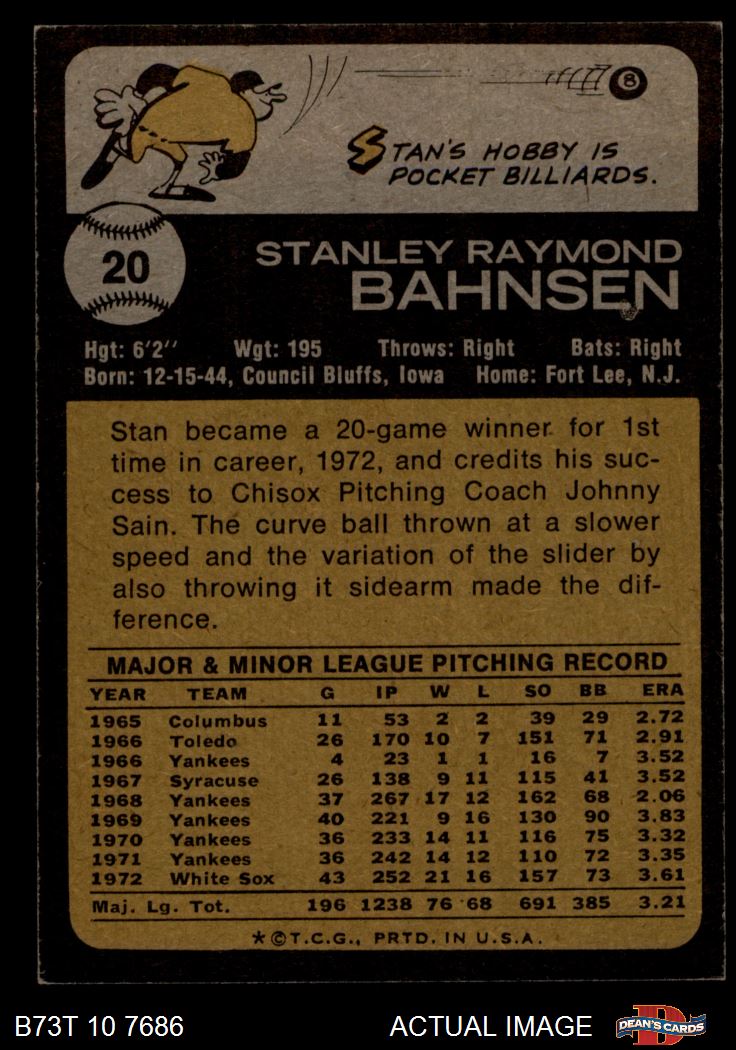 8
STAN'S HOBBY IS
POCKET BILLIARDS.
20
STANLEY RAYMOND
BAHNSEN
Hgt: 6'2" Wgt: 195 Throws: Right Bats: Right
Born: 12-15-44, Council Bluffs, Iowa Home: Fort Lee, N.J.
Stan became a 20-game winner for 1st
time in career, 1972, and credits his suc-
cess to Chisox Pitching Coach Johnny
Sain. The curve ball thrown at a slower
speed and the variation of the slider by
also throwing it sidearm made the dif-
ference.
MAJOR & MINOR LEAGUE PITCHING RECORD
YEAR TEAM G IP W L SO BB ERA
1965 Columbus 11 53 2 2 39 29 2.72
1966 Toledo 26 170 10 7 151 71 2.91
1966 Yankees 4 23 1 1 16 7 3.52
1967 Syracuse 26 138 9 11 115 41 3.52
1968 Yankees 37 267 17 12 162 68 2.06
1969 Yankees 40 221 9 16 130 90 3.83
1970 Yankees 36 233 14 11 116 75 3.32
1971 Yankees 36 242 14 12 110 72 3.35
1972 White Sox 43 252 21 16 157 73 3.61
Maj. Lg. Tot. 196 1238 76 68 691 385 3.21
*©T.C.G., PRTD. IN U.S.A.
B73T 10 7686 ACTUAL IMAGE D DEAN'S CARDS